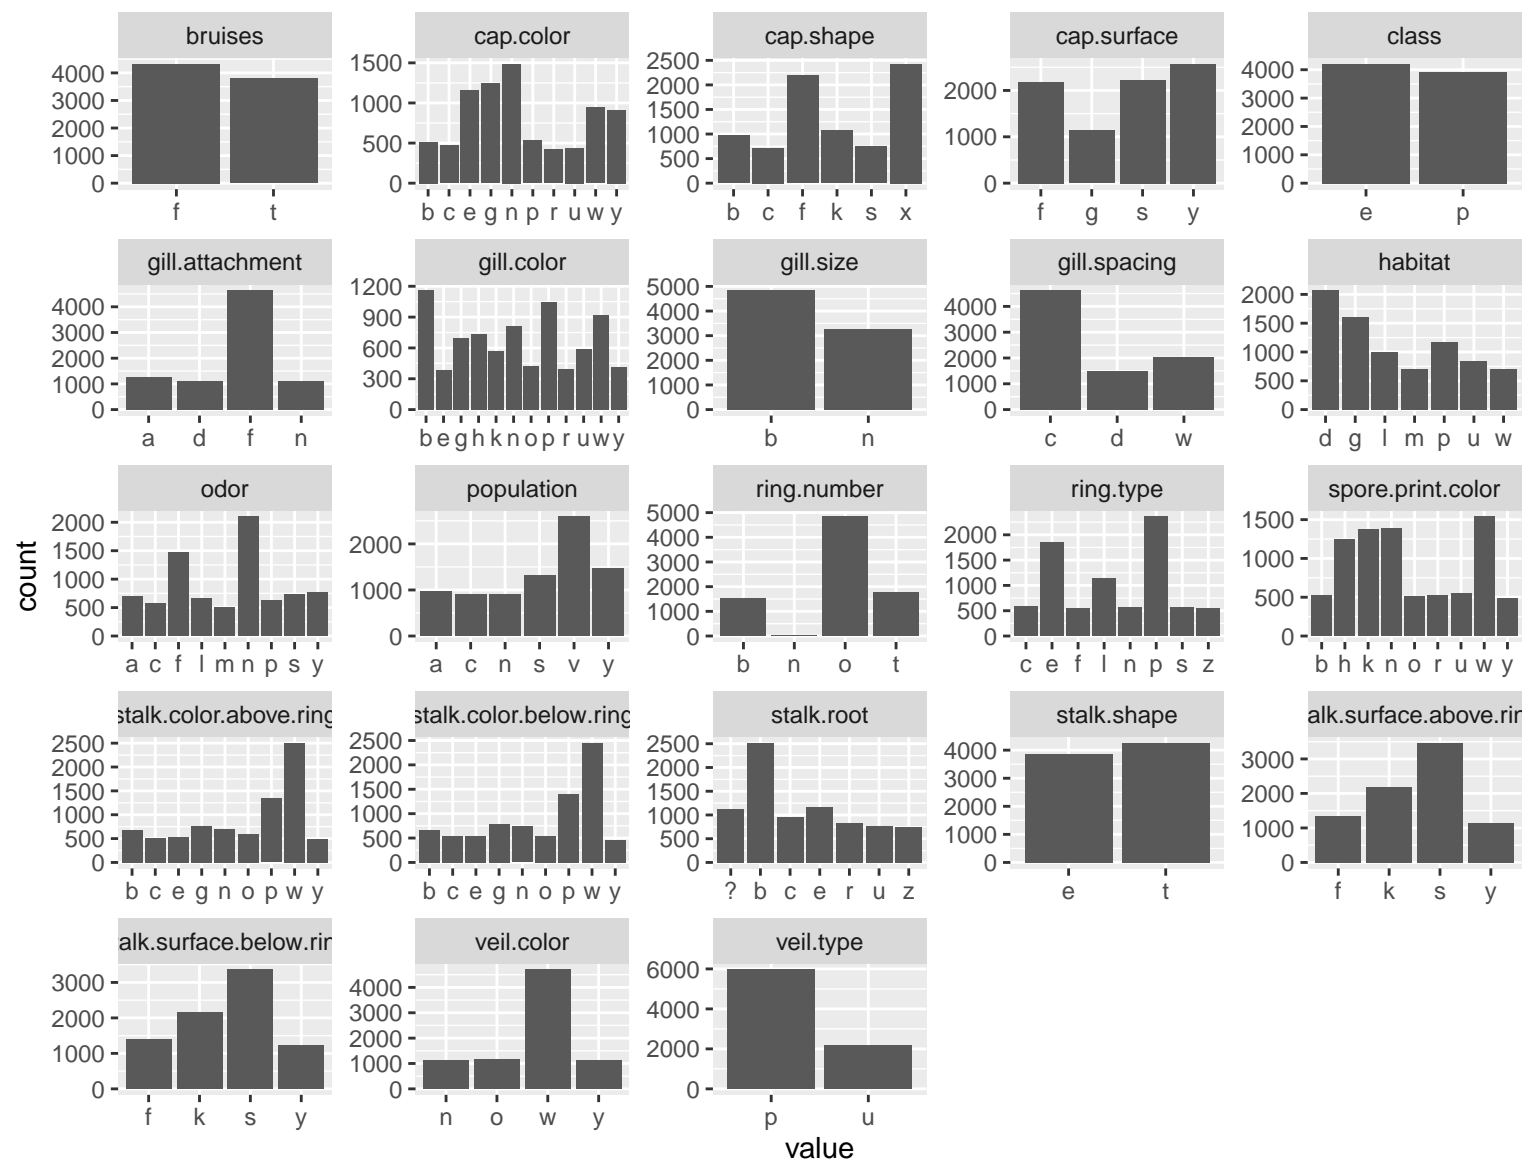 bruises cap.color cap.shape cap.surface class
4000 3000 2000 1000 0
1500 1000 500 0
2500 2000 1500 1000 500 0
2000 1000 0
4000 3000 2000 1000 0
f t
b c e g n p r u w y
b c f k s x
f g s y
e p
gill.attachment gill.color gill.size gill.spacing habitat
4000 3000 2000 1000 0
1200 900 600 300 0
5000 4000 3000 2000 1000 0
4000 3000 2000 1000 0
2000 1500 1000 500 0
a d f n
b e g h k n o p r u w y
b n
c d w
d g l m p u w
odor population ring.number ring.type spore.print.color
2000 1500 1000 500 0
2000 1000 0
5000 4000 3000 2000 1000 0
2000 1500 1000 500 0
1500 1000 500 0
a c f l m n p s y
a c n s v y
b n o t
c e f l n p s z
b h k n o r u w y
stalk.color.above.ring stalk.color.below.ring stalk.root stalk.shape alk.surface.above.rin
2500 2000 1500 1000 500 0
2500 2000 1500 1000 500 0
2500 2000 1500 1000 500 0
4000 3000 2000 1000 0
3000 2000 1000 0
b c e g n o p w y
b c e g n o p w y
? b c e r u z
e t
f k s y
alk.surface.below.rin veil.color veil.type
3000 2000 1000 0
4000 3000 2000 1000 0
6000 4000 2000 0
f k s y
n o w y
p u
count
value